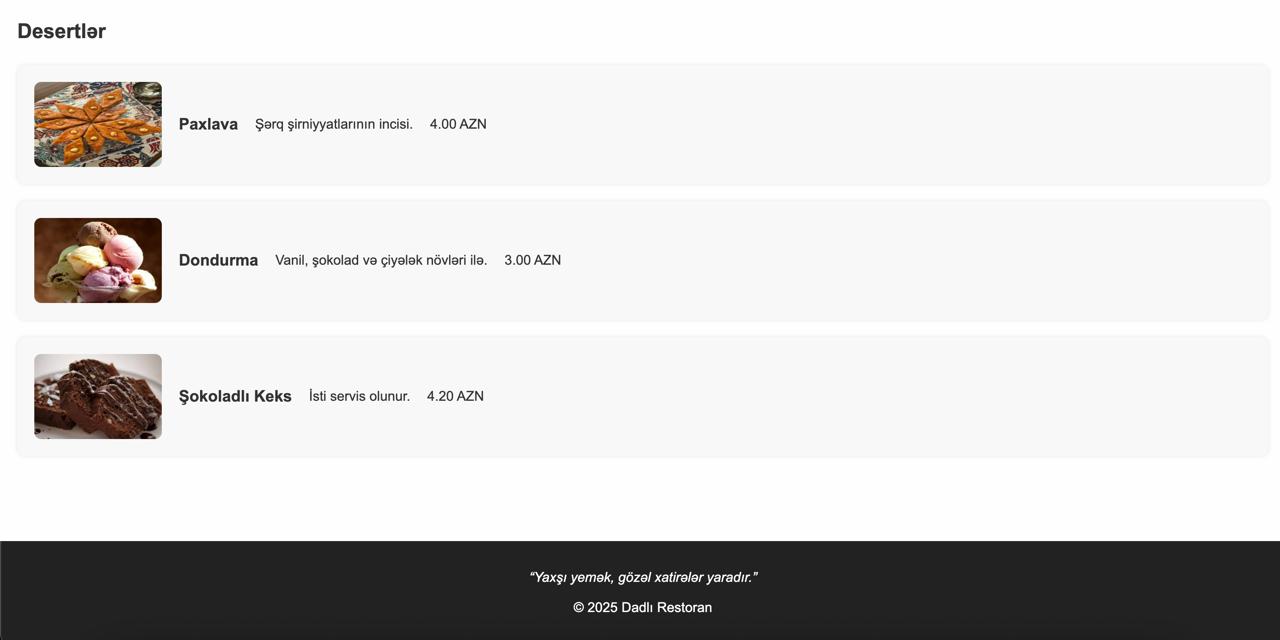 Desertlər
Paxlava Şərq şirniyyatlarının incisi. 4.00 AZN
Dondurma Vanil, şokolad və çiyələk növləri ilə. 3.00 AZN
Şokoladlı Keks İsti servis olunur. 4.20 AZN
“Yaxşı yemək, gözəl xatirələr yaradır.”
© 2025 Dadlı Restoran